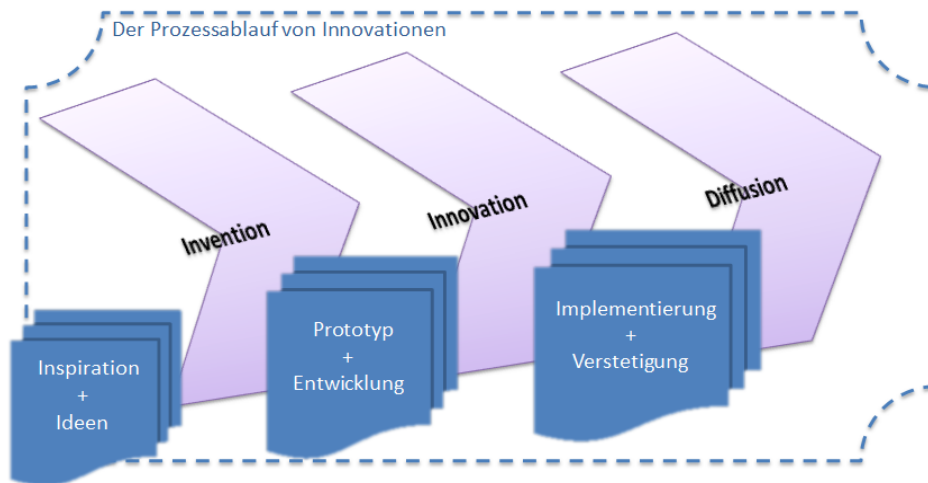 Der Prozessablauf von Innovationen
Invention
Innovation
Diffusion
Inspiration
+
Ideen
Prototyp
+
Entwicklung
Implementierung
+
Verstetigung